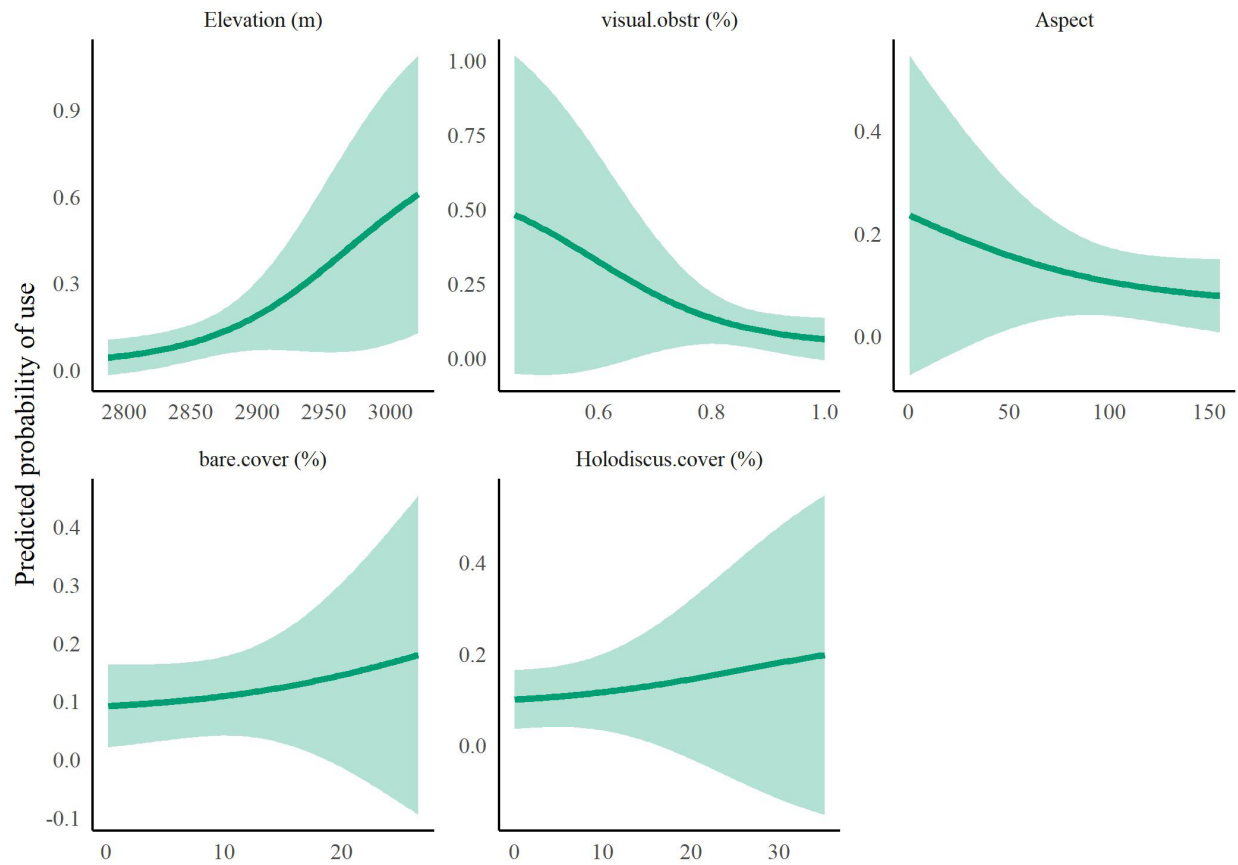 Elevation (m)
visual.obstr (%)
Aspect
0.9
0.6
0.3
0.0
2800 2850 2900 2950 3000
1.00
0.75
0.50
0.25
0.00
0.6 0.8 1.0
0.4
0.2
0.0
0 50 100 150
Predicted probability of use
bare.cover (%)
Holodiscus.cover (%)
0.4
0.3
0.2
0.1
0.0
-0.1
0 10 20
0.4
0.2
0.0
0 10 20 30